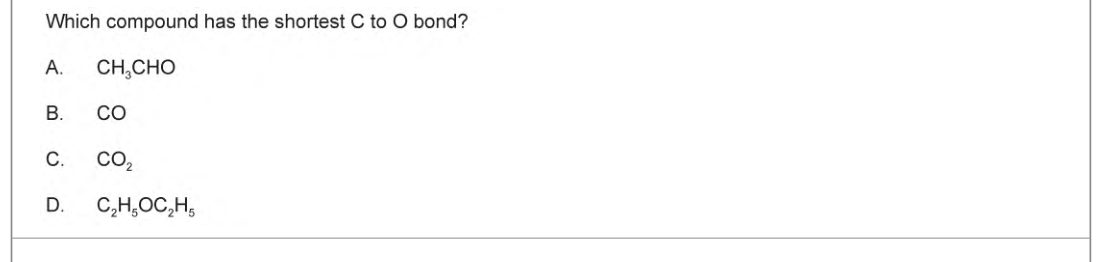 Which compound has the shortest C to O bond?
A. CH₃CHO
B. CO
C. CO₂
D. C₂H₅OC₂H₅